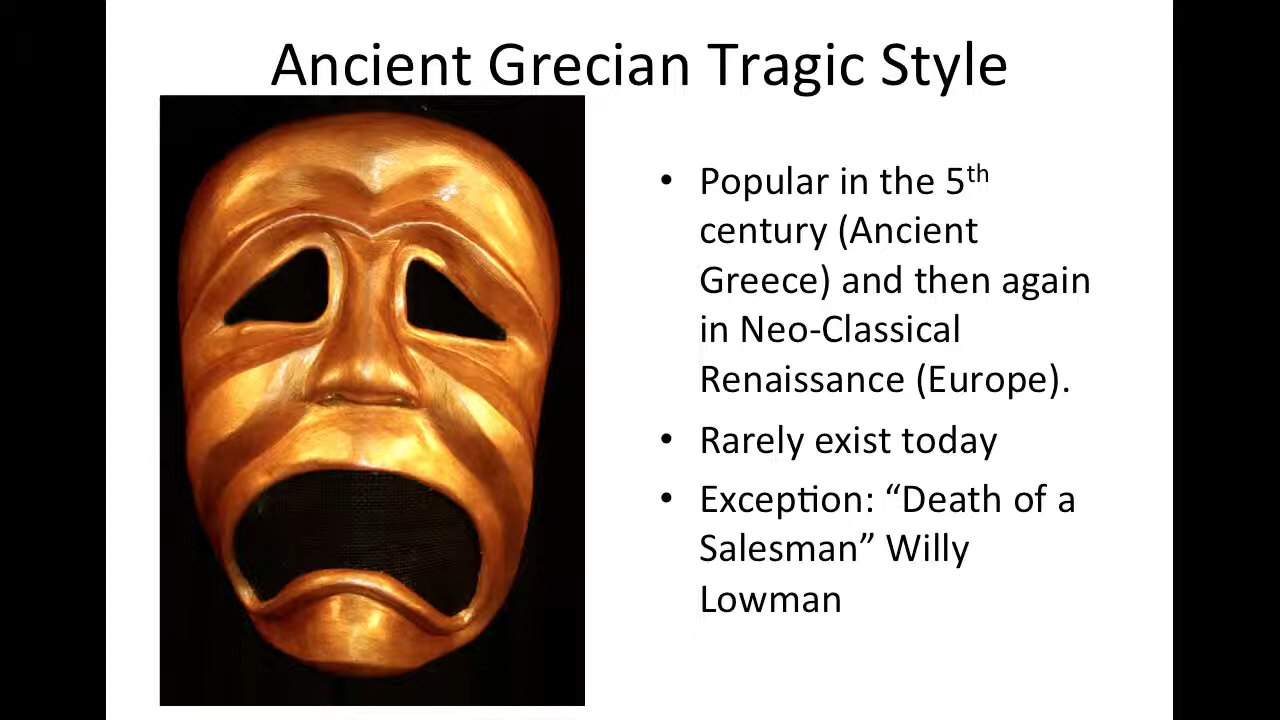 Ancient Grecian Tragic Style
• Popular in the 5th
century (Ancient
Greece) and then again
in Neo-Classical
Renaissance (Europe).
• Rarely exist today
• Exception: “Death of a
Salesman” Willy
Lowman